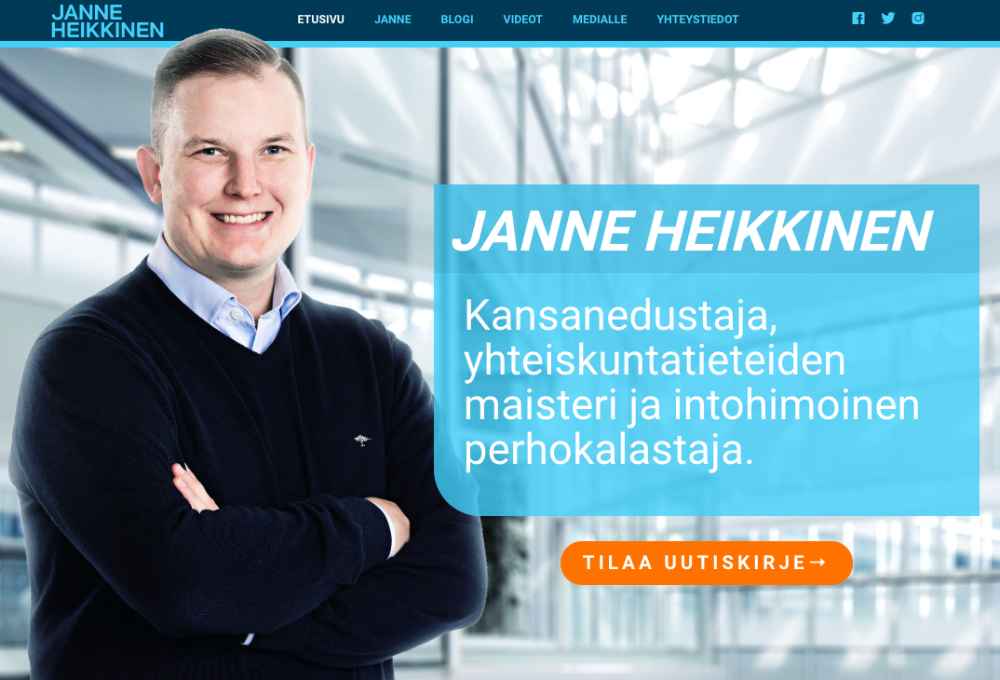 JANNE
HEIKKINEN
ETUSIVU JANNE BLOGI VIDEOT MEDIALLE YHTEYSTIEDOT
JANNE HEIKKINEN
Kansanedustaja,
yhteiskuntatieteiden
maisteri ja intohimoinen
perhokalastaja.
TILAA UUTISKIRJE→